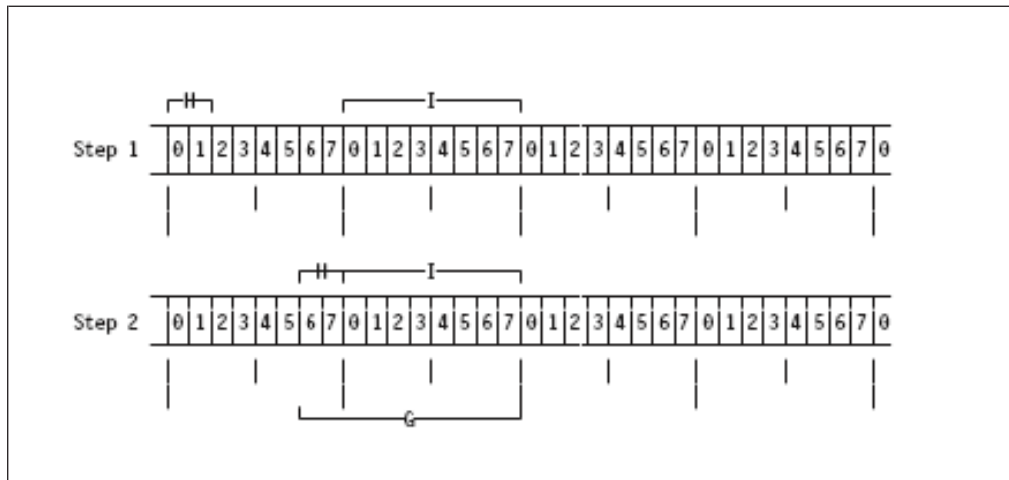 H I
Step 1 0 1 2 3 4 5 6 7 0 1 2 3 4 5 6 7 0 1 2 3 4 5 6 7 0 1 2 3 4 5 6 7 0
H I
Step 2 0 1 2 3 4 5 6 7 0 1 2 3 4 5 6 7 0 1 2 3 4 5 6 7 0 1 2 3 4 5 6 7 0
G